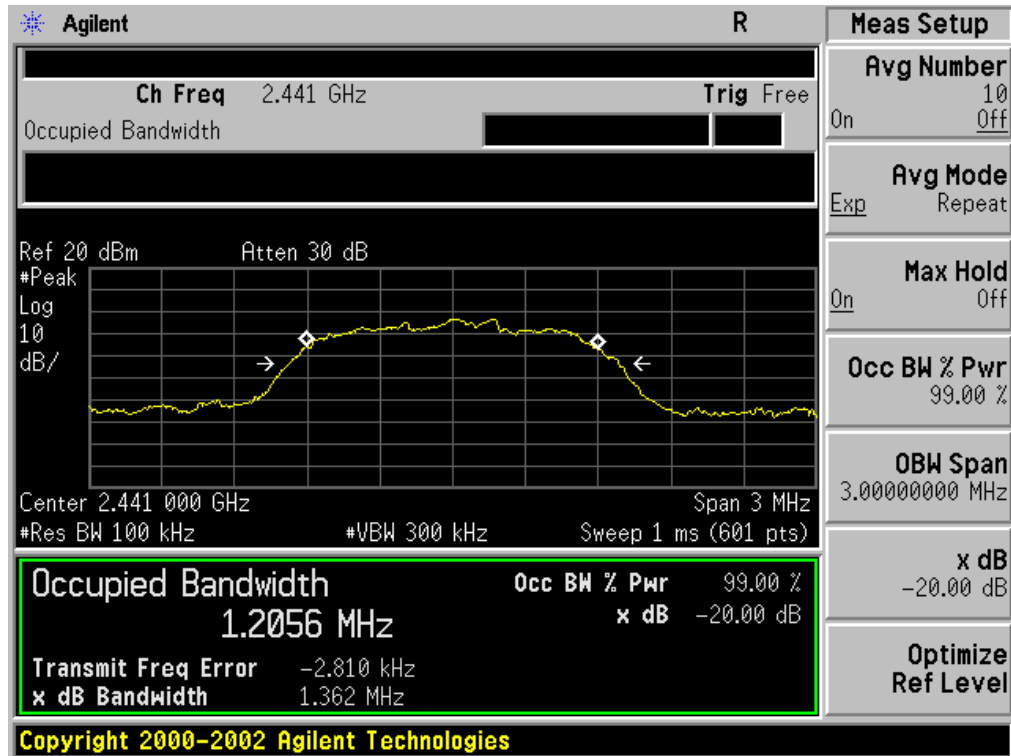 Agilent R
Ch Freq 2.441 GHz Trig Free
Occupied Bandwidth
Ref 20 dBm Atten 30 dB
#Peak
Log
10
dB/
Center 2.441 000 GHz Span 3 MHz
#Res BW 100 kHz #VBW 300 kHz Sweep 1 ms (601 pts)
Occupied Bandwidth Occ BW % Pwr 99.00 %
1.2056 MHz x dB -20.00 dB
Transmit Freq Error -2.810 kHz
x dB Bandwidth 1.362 MHz
Copyright 2000-2002 Agilent Technologies
Meas Setup
Avg Number
10
On Off
Avg Mode
Exp Repeat
Max Hold
On Off
Occ BW % Pwr
99.00 %
OBW Span
3.00000000 MHz
x dB
-20.00 dB
Optimize
Ref Level